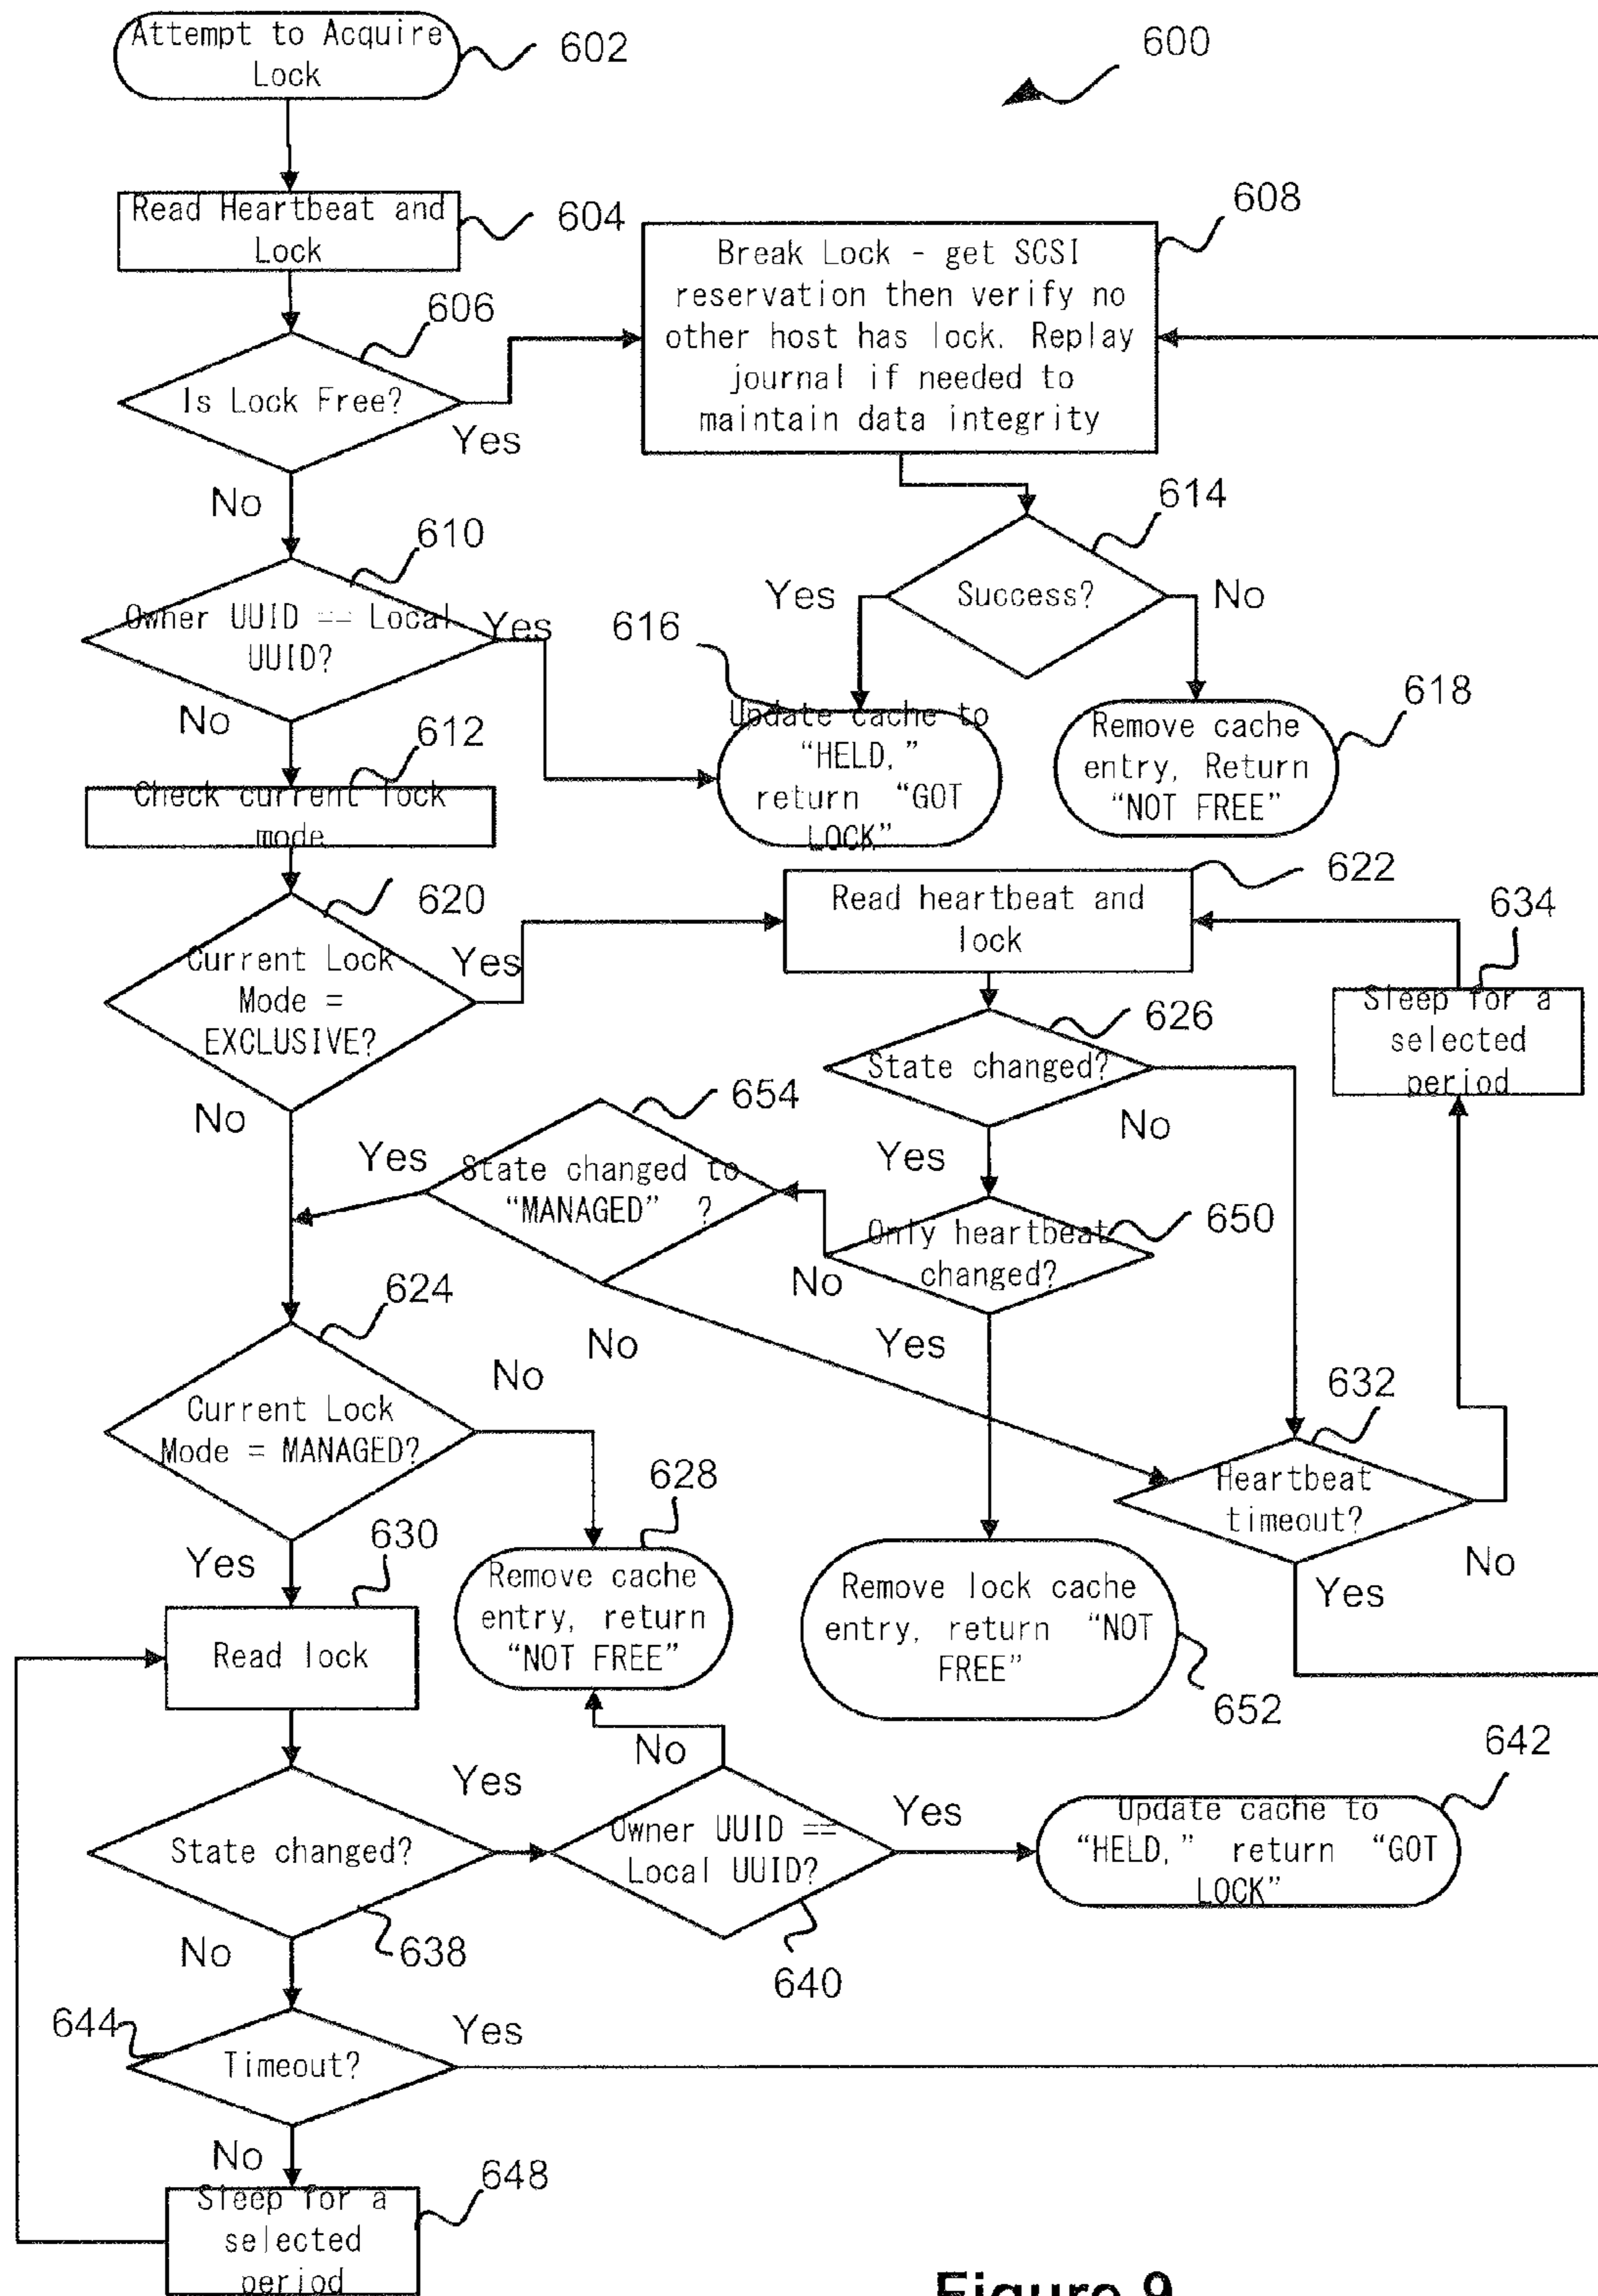 Attempt to Acquire
Lock
602
600
Read Heartbeat and
Lock
604
608
Break Lock - get SCSI
reservation then verify no
other host has lock. Replay
journal if needed to
maintain data integrity
606
Is Lock Free?
Yes
No
614
Success?
Yes
No
610
Owner UUID == Local
UUID?
Yes
No
616
Update cache to
“HELD,”
return “GOT
LOCK”
618
Remove cache
entry, Return
“NOT FREE”
612
Check current lock
mode
620
Current Lock
Mode =
EXCLUSIVE?
Yes
No
622
Read heartbeat and
lock
634
Sleep for a
selected
period
626
State changed?
No
Yes
654
State changed to
“MANAGED” ?
Yes
No
650
Only heartbeat
changed?
No
Yes
624
Current Lock
Mode = MANAGED?
No
Yes
632
Heartbeat
timeout?
No
Yes
628
Remove cache
entry, return
“NOT FREE”
652
Remove lock cache
entry, return “NOT
FREE”
630
Read lock
638
State changed?
Yes
No
640
Owner UUID ==
Local UUID?
No
Yes
642
Update cache to
“HELD,” return “GOT
LOCK”
644
Timeout?
Yes
No
648
Sleep for a
selected
period
Figure 9